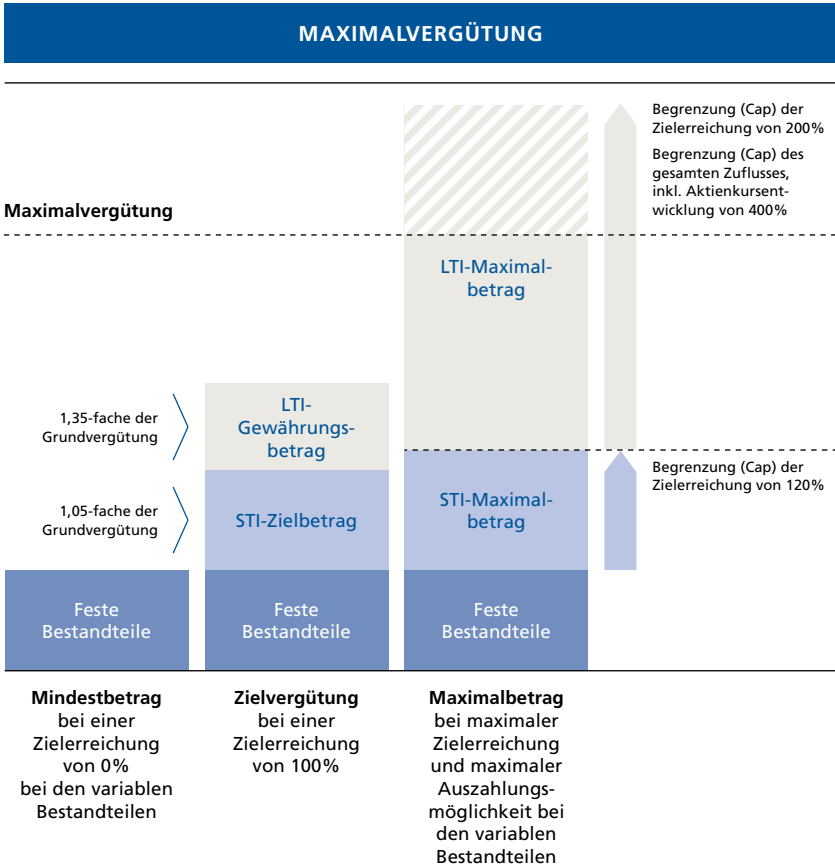 MAXIMALVERGÜTUNG
Begrenzung (Cap) der
Zielerreichung von 200%
Begrenzung (Cap) des
gesamten Zuflusses,
inkl. Aktienkursent-
wicklung von 400%
Maximalvergütung
LTI-Maximal-
betrag
1,35-fache der
Grundvergütung
LTI-
Gewährungs-
betrag
Begrenzung (Cap) der
Zielerreichung von 120%
1,05-fache der
Grundvergütung
STI-Zielbetrag
STI-Maximal-
betrag
Feste
Bestandteile
Feste
Bestandteile
Feste
Bestandteile
Mindestbetrag
bei einer
Zielerreichung
von 0%
bei den variablen
Bestandteilen
Zielvergütung
bei einer
Zielerreichung
von 100%
Maximalbetrag
bei maximaler
Zielerreichung
und maximaler
Auszahlungs-
möglichkeit bei
den variablen
Bestandteilen